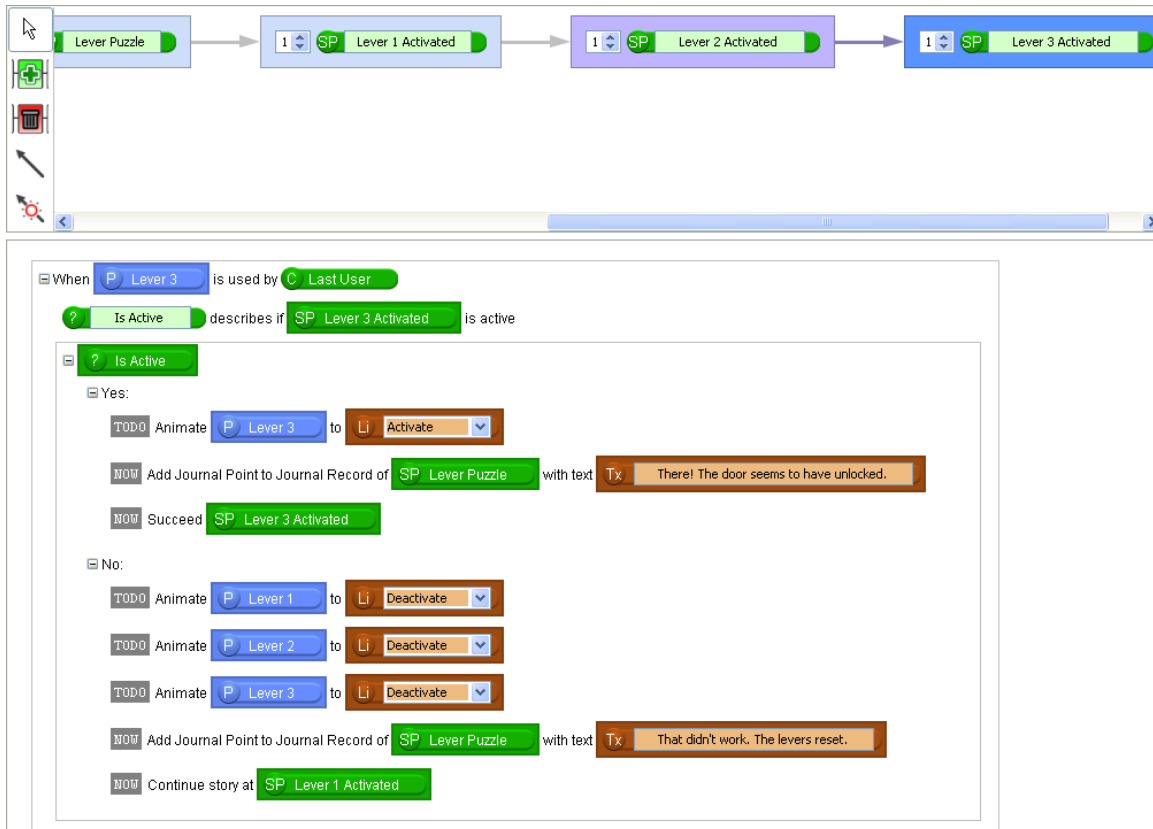 Lever Puzzle 1 SP Lever 1 Activated 1 SP Lever 2 Activated 1 SP Lever 3 Activated
When P Lever 3 is used by C Last User
? Is Active describes if SP Lever 3 Activated is active
? Is Active
Yes:
TODO Animate P Lever 3 to Li Activate
NOW Add Journal Point to Journal Record of SP Lever Puzzle with text Tx There! The door seems to have unlocked.
NOW Succeed SP Lever 3 Activated
No:
TODO Animate P Lever 1 to Li Deactivate
TODO Animate P Lever 2 to Li Deactivate
TODO Animate P Lever 3 to Li Deactivate
NOW Add Journal Point to Journal Record of SP Lever Puzzle with text Tx That didn't work. The levers reset.
NOW Continue story at SP Lever 1 Activated